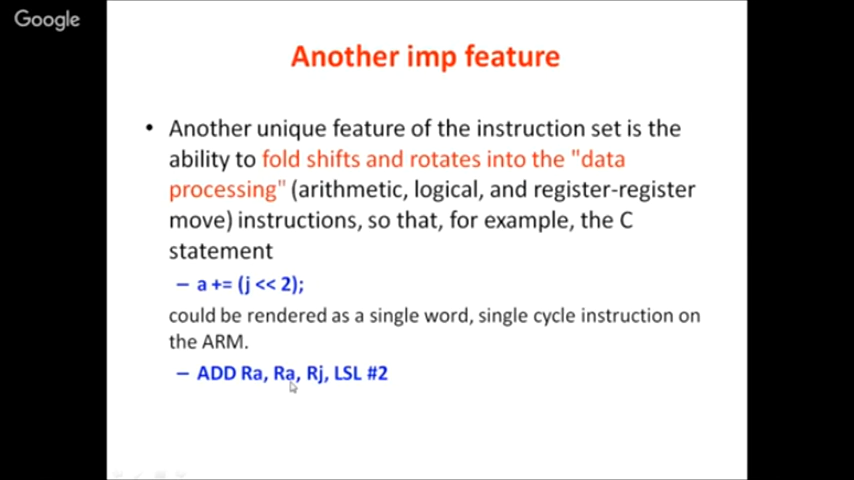 Google
Another imp feature
• Another unique feature of the instruction set is the
ability to fold shifts and rotates into the "data
processing" (arithmetic, logical, and register-register
move) instructions, so that, for example, the C
statement
– a += (j << 2);
could be rendered as a single word, single cycle instruction on
the ARM.
– ADD Ra, Ra, Rj, LSL #2